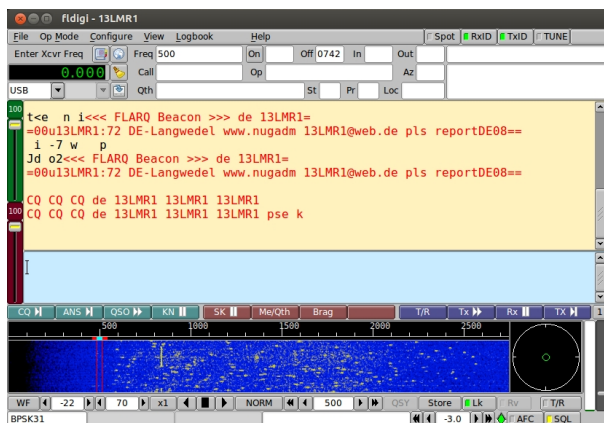 fldigi - 13LMR1
File Op Mode Configure View Logbook Help Spot RxID TxID TUNE
Enter Xcvr Freq Freq 500 On Off 0742 In Out
0.000 Call Op Az
USB Qth St Pr Loc
100
t<e n i<<< FLARQ Beacon >>> de 13LMR1=
=00u13LMR1:72 DE-Langwedel www.nugadm 13LMR1@web.de pls reportDE08==
i -7 w p
Jd o2<<< FLARQ Beacon >>> de 13LMR1=
=00u13LMR1:72 DE-Langwedel www.nugadm 13LMR1@web.de pls reportDE08==
CQ CQ CQ de 13LMR1 13LMR1 13LMR1
100
CQ CQ CQ de 13LMR1 13LMR1 13LMR1 pse k
CQ ANS QSO KN SK Me/Qth Brag T/R Tx Rx TX 1
500 1000 1500 2000 2500
WF -22 70 x1 NORM 500 QSY Store Lk Rv T/R
BPSK31 -3.0 AFC SQL